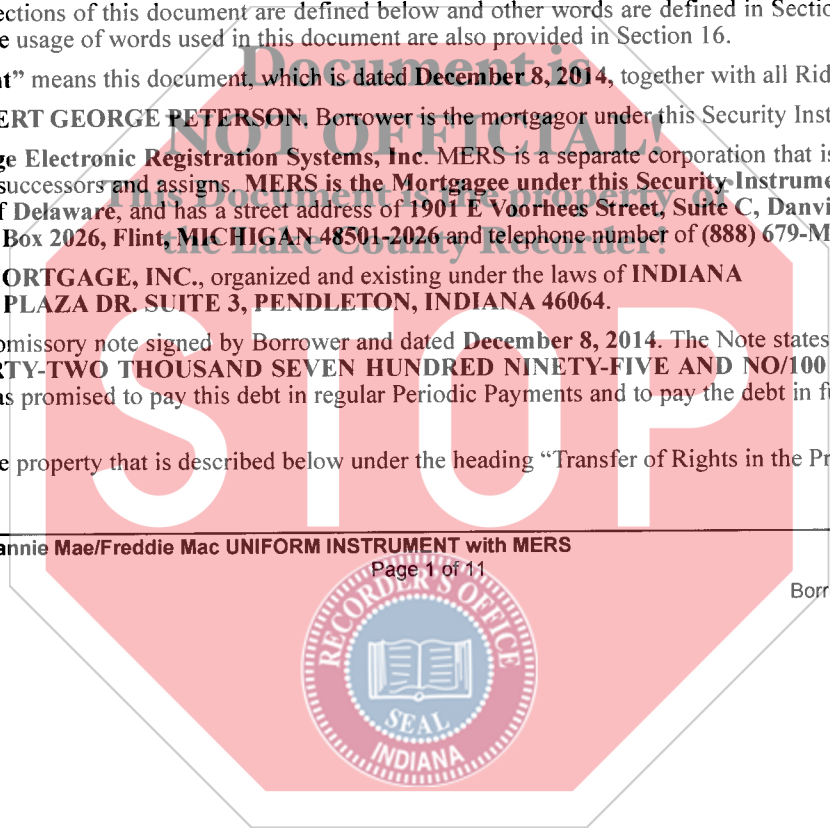 ections of this document are defined below and other words are defined in Sectio
e usage of words used in this document are also provided in Section 16.
nt” means this document, which is dated December 8, 2014, together with all Rid
ERT GEORGE PETERSON. Borrower is the mortgagor under this Security Inst
ge Electronic Registration Systems, Inc. MERS is a separate corporation that is
successors and assigns. MERS is the Mortgagee under this Security Instrume
f Delaware, and has a street address of 1901 E Voorhees Street, Suite C, Danvi
Box 2026, Flint, MICHIGAN 48501-2026 and telephone number of (888) 679-M
ORTGAGE, INC., organized and existing under the laws of INDIANA
PLAZA DR. SUITE 3, PENDLETON, INDIANA 46064.
omissory note signed by Borrower and dated December 8, 2014. The Note states
RTY-TWO THOUSAND SEVEN HUNDRED NINETY-FIVE AND NO/100
as promised to pay this debt in regular Periodic Payments and to pay the debt in fu
e property that is described below under the heading “Transfer of Rights in the Pr
annie Mae/Freddie Mac UNIFORM INSTRUMENT with MERS
Page 1 of 11
Borr
Document is
NOT OFFICIAL!
This Document is the property of
the Lake County Recorder!
STOP
RECORDER'S OFFICE
SEAL
INDIANA